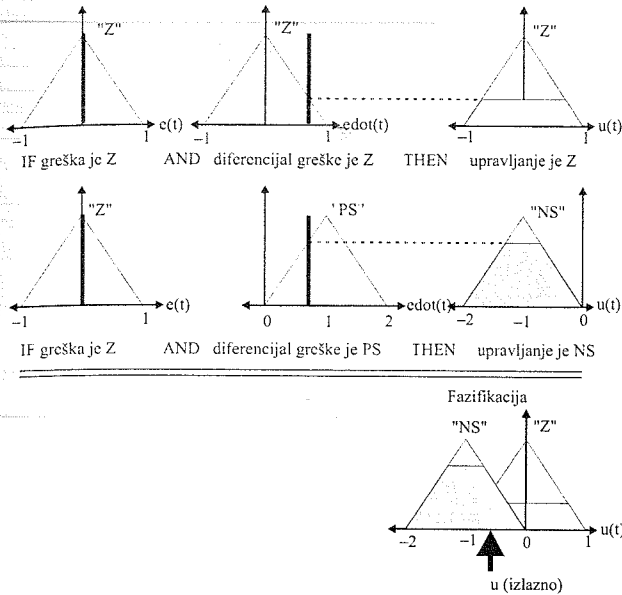 "Z" "Z" "Z"
-1 1 e(t) -1 1 edot(t) -1 1 u(t)
IF greška je Z AND diferencijal greške je Z THEN upravljanje je Z
"Z" 'PS' "NS"
-1 1 e(t) 0 1 2 edot(t) -2 -1 0 u(t)
IF greška je Z AND diferencijal greške je PS THEN upravljanje je NS
Fazifikacija
"NS" "Z"
-2 -1 0 1 u(t)
u (izlazno)